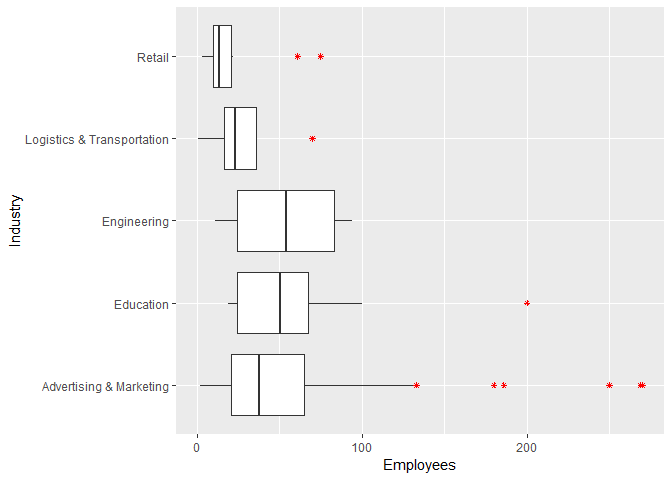 Retail
Logistics & Transportation
Engineering
Education
Advertising & Marketing
Industry
0
100
200
Employees